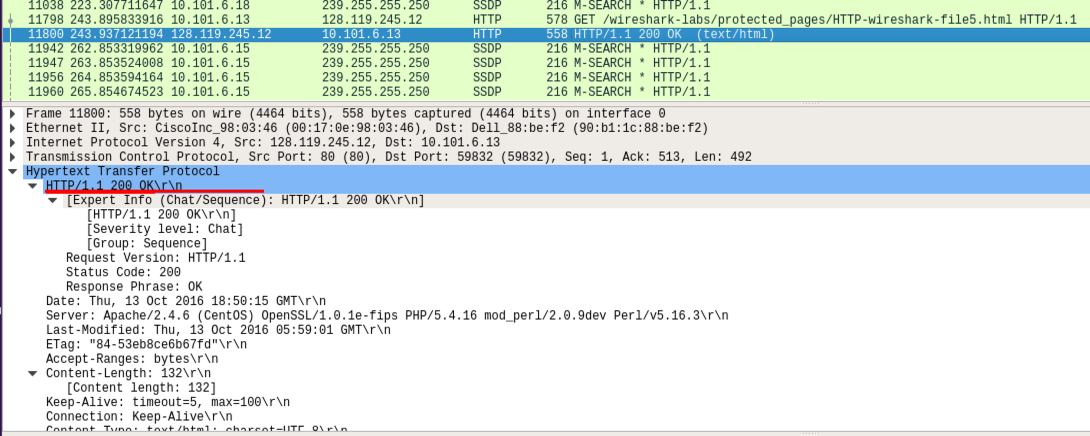 11038 223.307711647 10.101.6.18 239.255.255.250 SSDP 216 M-SEARCH * HTTP/1.1
11798 243.895833916 10.101.6.13 128.119.245.12 HTTP 578 GET /wireshark-labs/protected_pages/HTTP-wireshark-file5.html HTTP/1.1
11800 243.937121194 128.119.245.12 10.101.6.13 HTTP 558 HTTP/1.1 200 OK (text/html)
11942 262.853319962 10.101.6.15 239.255.255.250 SSDP 216 M-SEARCH * HTTP/1.1
11947 263.853524008 10.101.6.15 239.255.255.250 SSDP 216 M-SEARCH * HTTP/1.1
11956 264.853594164 10.101.6.15 239.255.255.250 SSDP 216 M-SEARCH * HTTP/1.1
11960 265.854674523 10.101.6.15 239.255.255.250 SSDP 216 M-SEARCH * HTTP/1.1
Frame 11800: 558 bytes on wire (4464 bits), 558 bytes captured (4464 bits) on interface 0
Ethernet II, Src: CiscoInc_98:03:46 (00:17:0e:98:03:46), Dst: Dell_88:be:f2 (90:b1:1c:88:be:f2)
Internet Protocol Version 4, Src: 128.119.245.12, Dst: 10.101.6.13
Transmission Control Protocol, Src Port: 80 (80), Dst Port: 59832 (59832), Seq: 1, Ack: 513, Len: 492
Hypertext Transfer Protocol
HTTP/1.1 200 OK\r\n
[Expert Info (Chat/Sequence): HTTP/1.1 200 OK\r\n]
[HTTP/1.1 200 OK\r\n]
[Severity level: Chat]
[Group: Sequence]
Request Version: HTTP/1.1
Status Code: 200
Response Phrase: OK
Date: Thu, 13 Oct 2016 18:50:15 GMT\r\n
Server: Apache/2.4.6 (CentOS) OpenSSL/1.0.1e-fips PHP/5.4.16 mod_perl/2.0.9dev Perl/v5.16.3\r\n
Last-Modified: Thu, 13 Oct 2016 05:59:01 GMT\r\n
ETag: "84-53eb8ce6b67fd"\r\n
Accept-Ranges: bytes\r\n
Content-Length: 132\r\n
[Content length: 132]
Keep-Alive: timeout=5, max=100\r\n
Connection: Keep-Alive\r\n
Content-Type: text/html; charset=UTF-8\r\n